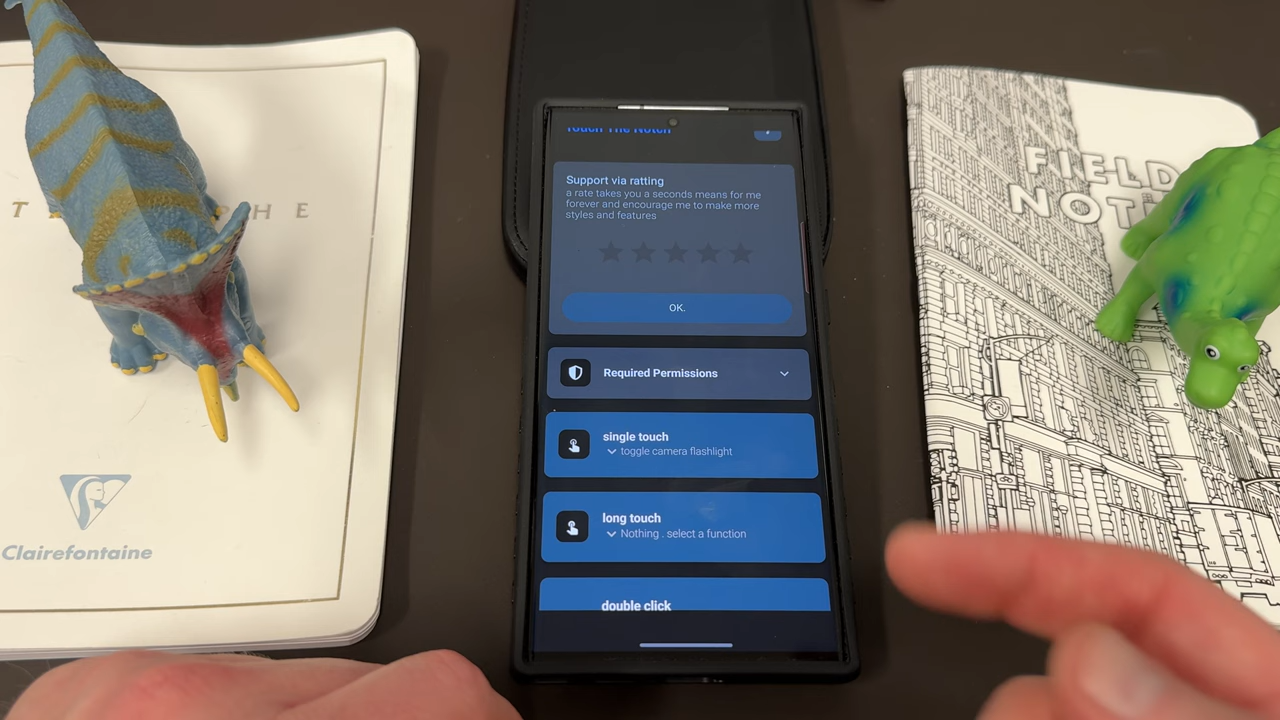 Touch The Notch
Support via ratting
a rate takes you a seconds means for me
forever and encourage me to make more
styles and features
OK.
Required Permissions
single touch
toggle camera flashlight
long touch
Nothing . select a function
double click
T
HE
Clairefontaine
FIELD
NOT